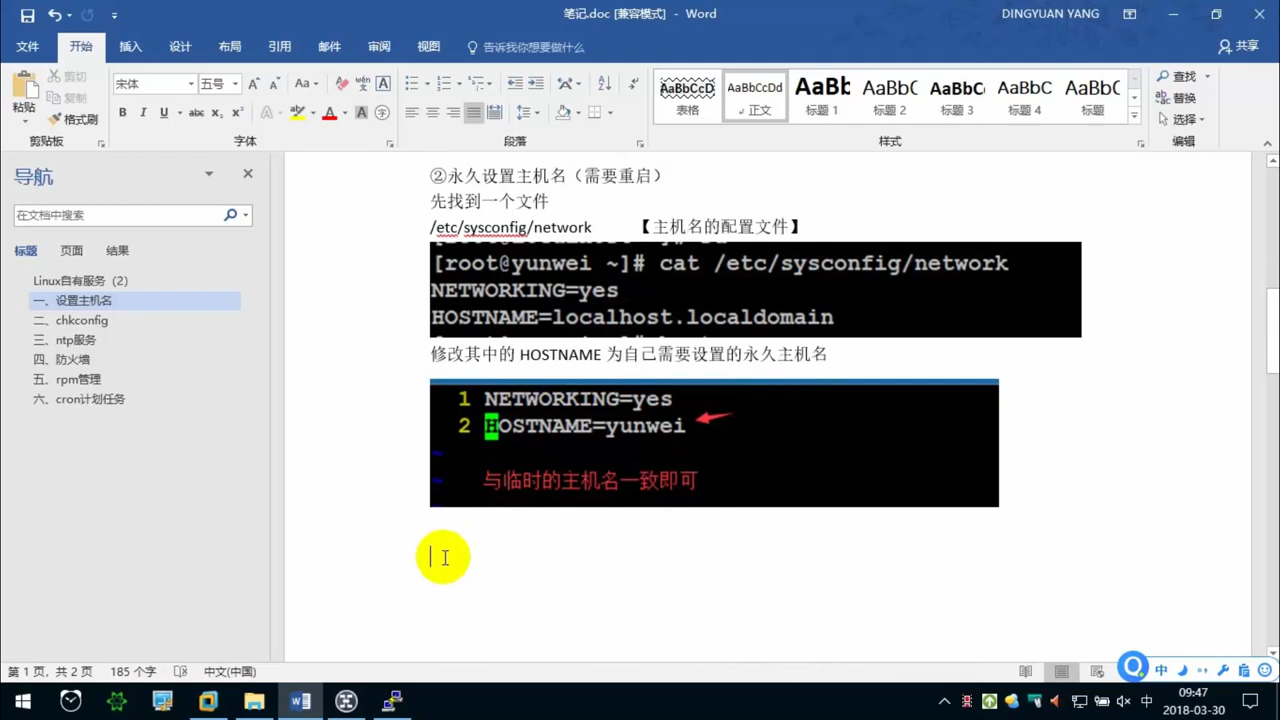 笔记.doc [兼容模式] - Word
DINGYUAN YANG
文件 开始 插入 设计 布局 引用 邮件 审阅 视图 告诉我你想要做什么 共享
粘贴 剪切 复制 格式刷
宋体 五号
AaBbCcD AaBbCcDd AaBb AaBbC AaBbC AaBbC AaBbC
表格 正文 标题 1 标题 2 标题 3 标题 4 标题
查找 替换 选择
剪贴板 字体 段落 样式 编辑
导航
在文档中搜索
标题 页面 结果
Linux自有服务（2）
一、设置主机名
二、chkconfig
三、ntp服务
四、防火墙
五、rpm管理
六、cron计划任务
②永久设置主机名（需要重启）
先找到一个文件
/etc/sysconfig/network 【主机名的配置文件】
[root@yunwei ~]# cat /etc/sysconfig/network
NETWORKING=yes
HOSTNAME=localhost.localdomain
修改其中的 HOSTNAME 为自己需要设置的永久主机名
1 NETWORKING=yes
2 HOSTNAME=yunwei
~
~ 与临时的主机名一致即可
第 1 页，共 2 页 185 个字 中文(中国)
中
中 09:47
2018-03-30